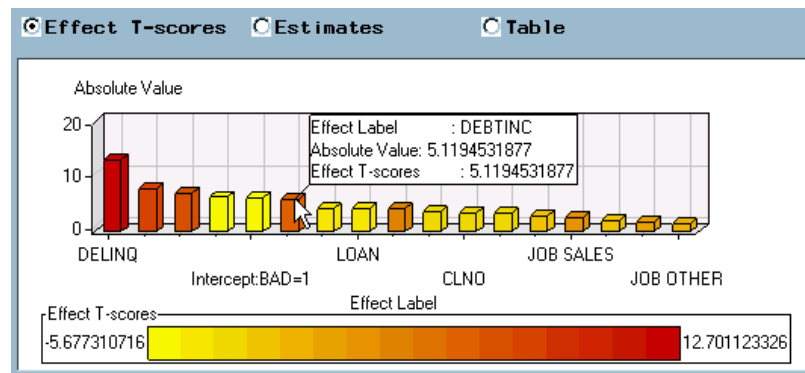 Effect T-scores Estimates Table
Absolute Value
20
10
0
Effect Label : DEBTINC
Absolute Value: 5.1194531877
Effect T-scores : 5.1194531877
DELINQ LOAN JOB SALES
Intercept:BAD=1 CLNO JOB OTHER
Effect Label
Effect T-scores
-5.677310716 12.701123326